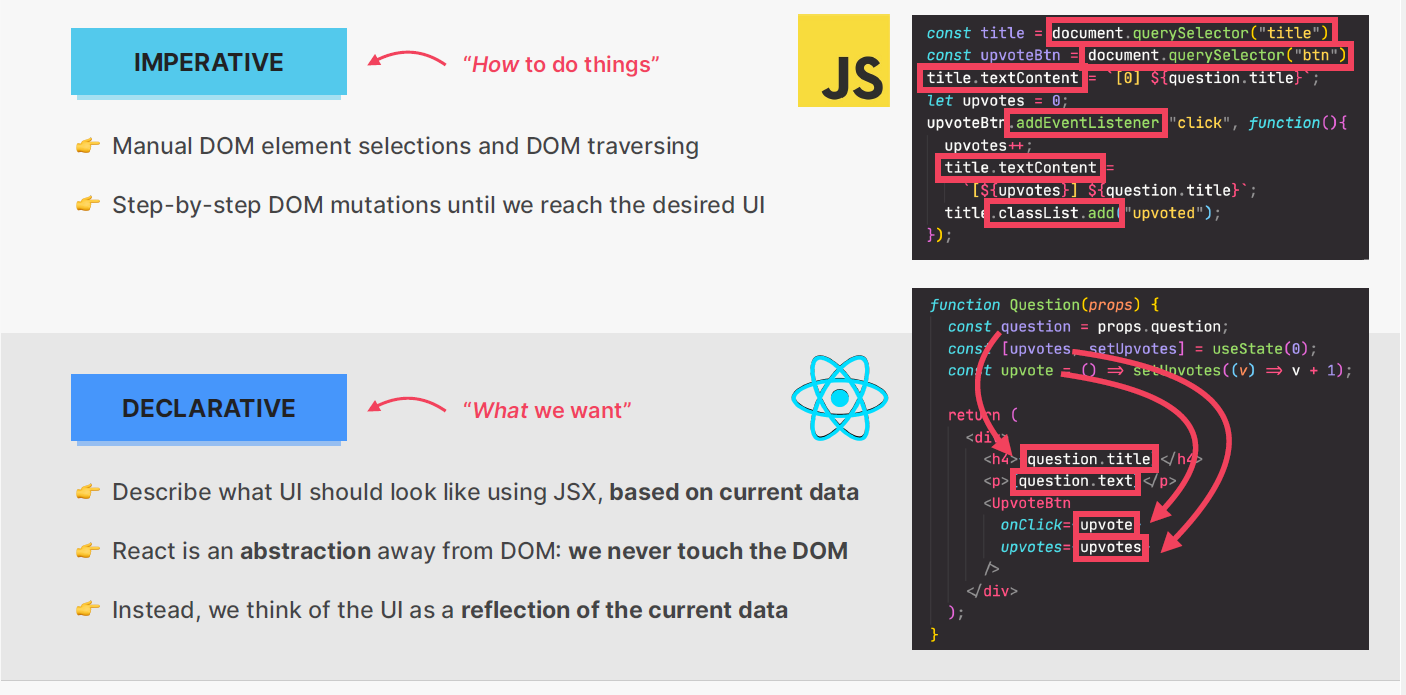 IMPERATIVE
“How to do things”
JS
👉 Manual DOM element selections and DOM traversing
👉 Step-by-step DOM mutations until we reach the desired UI
const title = document.querySelector("title")
const upvoteBtn = document.querySelector("btn")
title.textContent = `[0] ${question.title}`;
let upvotes = 0;
upvoteBtn.addEventListener "click", function(){
upvotes++;
title.textContent =
`[${upvotes}] ${question.title}`;
title.classList.add("upvoted");
});
DECLARATIVE
“What we want”
👉 Describe what UI should look like using JSX, based on current data
👉 React is an abstraction away from DOM: we never touch the DOM
👉 Instead, we think of the UI as a reflection of the current data
function Question(props) {
const question = props.question;
const [upvotes, setUpvotes] = useState(0);
const upvote = () => setUpvotes((v) => v + 1);
return (
<div>
<h4> question.title </h4>
<p> question.text </p>
<UpvoteBtn
onClick= upvote
upvotes= upvotes
/>
</div>
);
}